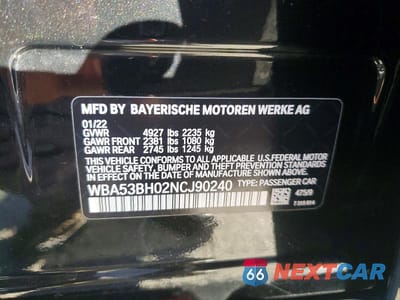 MFD BY BAYERISCHE MOTOREN WERKE AG
01/22
GVWR 4927 lbs 2235 kg
GAWR FRONT 2381 lbs 1080 kg
GAWR REAR 2745 lbs 1245 kg
THIS VEHICLE CONFORMS TO ALL APPLICABLE U.S. FEDERAL MOTOR
VEHICLE SAFETY, BUMPER, AND THEFT PREVENTION STANDARDS
IN EFFECT ON THE DATE OF MANUFACTURE SHOWN ABOVE.
WBA53BH02NCJ90240 TYPE: PASSENGER CAR
475/9
66 NEXTCAR